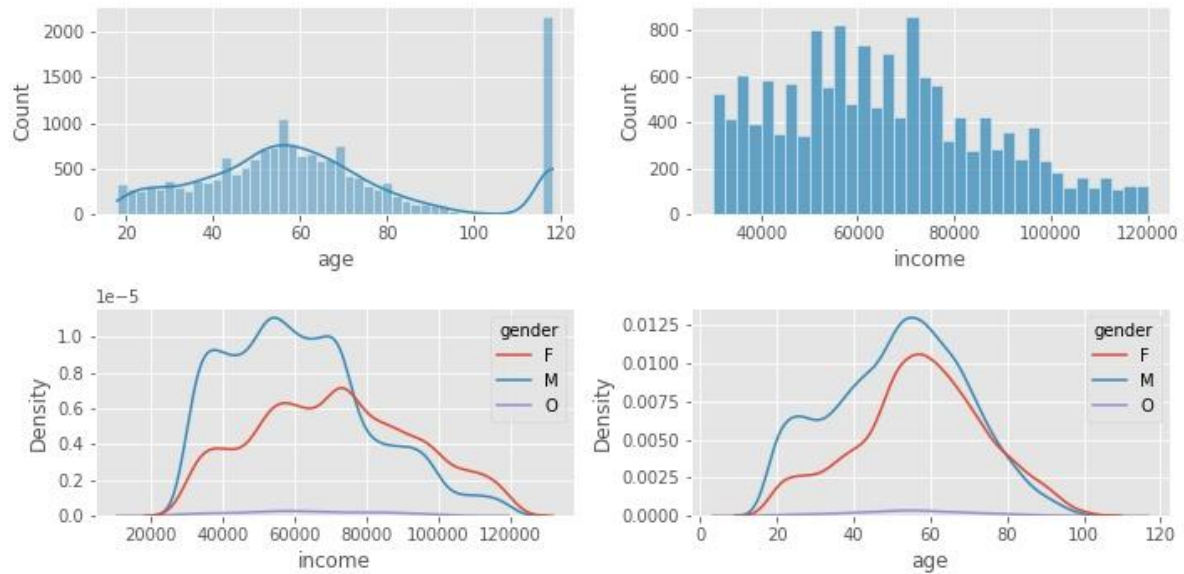 2000
1500
1000
500
0
Count
20 40 60 80 100 120
age
800
600
400
200
0
Count
40000 60000 80000 100000 120000
income
1e−5
1.0
0.8
0.6
0.4
0.2
0.0
Density
gender
F
M
O
20000 40000 60000 80000 100000 120000
income
0.0125
0.0100
0.0075
0.0050
0.0025
0.0000
Density
gender
F
M
O
0 20 40 60 80 100 120
age